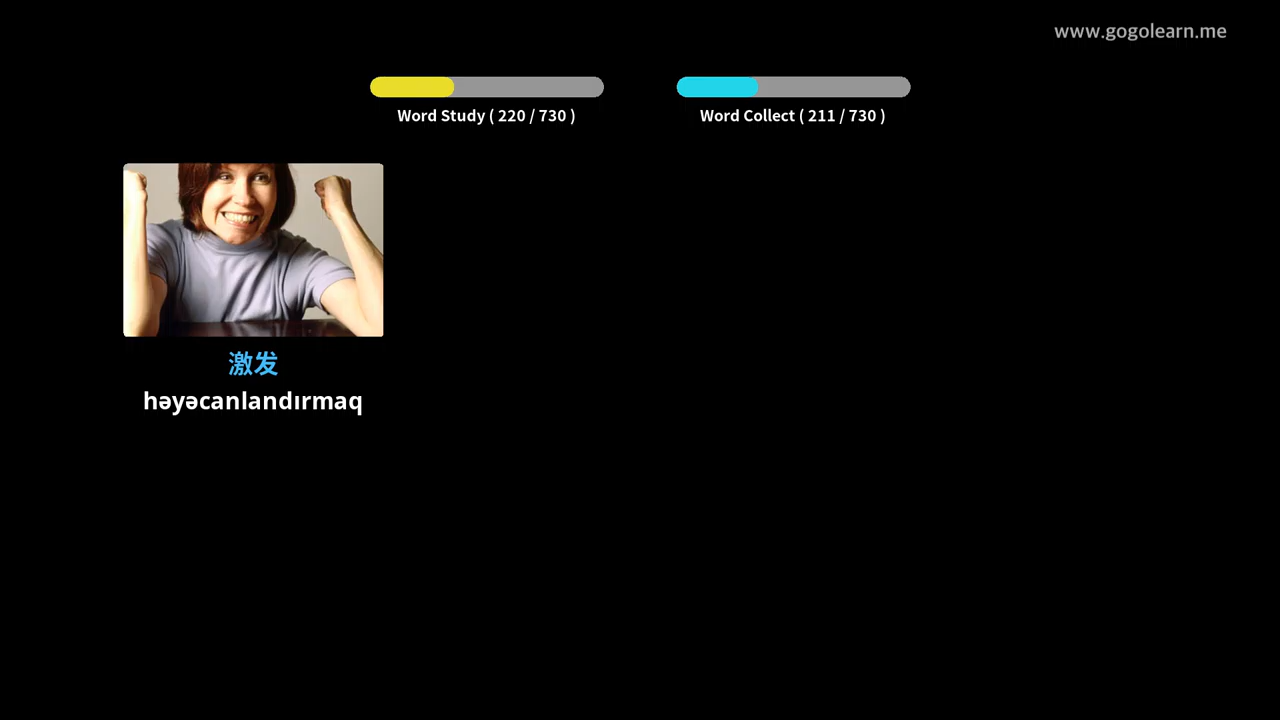 www.gogolearn.me
Word Study ( 220 / 730 )
Word Collect ( 211 / 730 )
激发
həyəcanlandırmaq